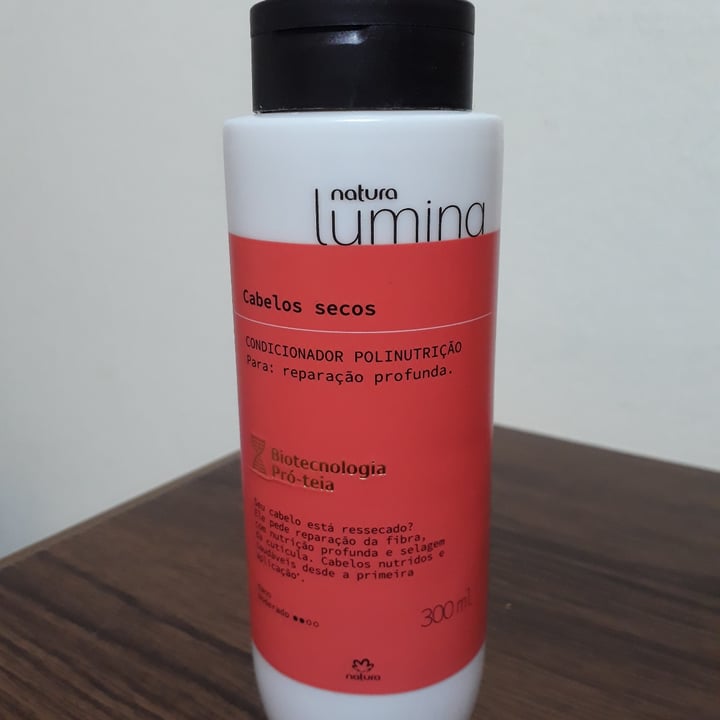 natura
lumina
Cabelos secos
CONDICIONADOR POLINUTRIÇÃO
Para: reparação profunda.
Biotecnologia
Pró-teia
Seu cabelo está ressecado?
Ele pede reparação da fibra,
com nutrição profunda e selagem
da cutícula. Cabelos nutridos e
saudáveis desde a primeira
aplicação*.
Dano
moderado
300 ml
natura